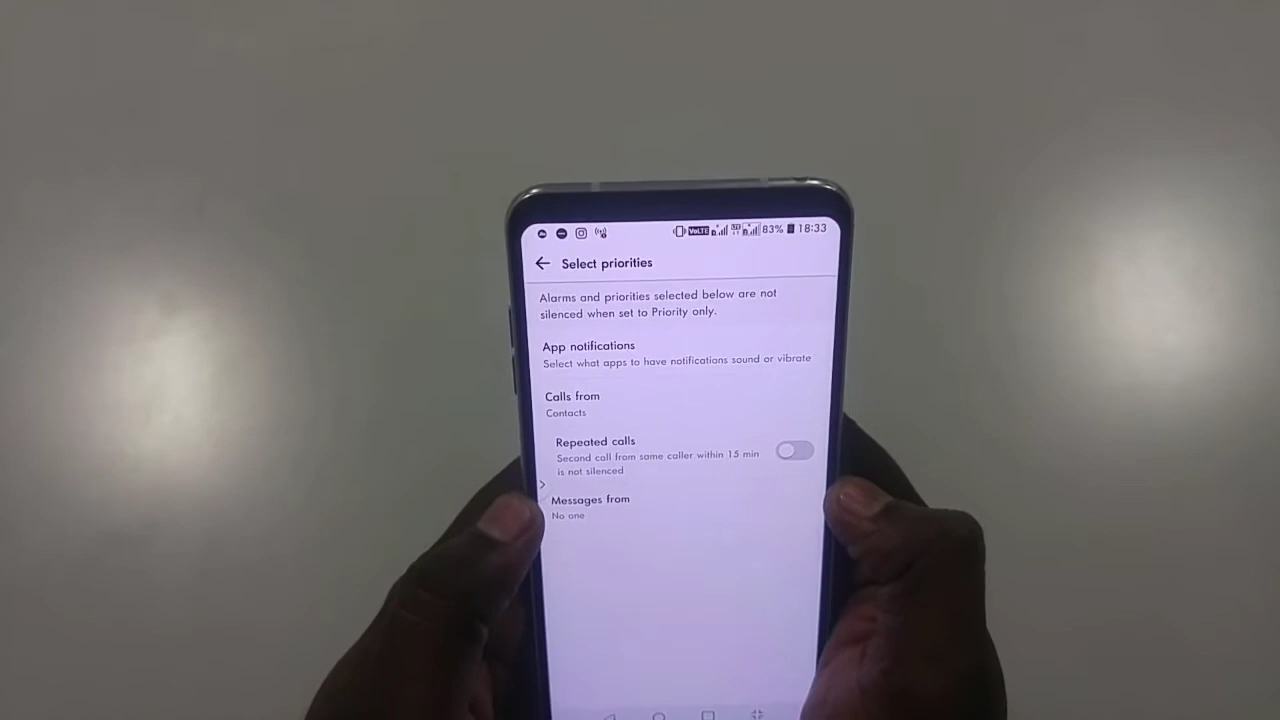 VoLTE 83% 18:33
Select priorities
Alarms and priorities selected below are not
silenced when set to Priority only.
App notifications
Select what apps to have notifications sound or vibrate
Calls from
Contacts
Repeated calls
Second call from same caller within 15 min
is not silenced
Messages from
No one